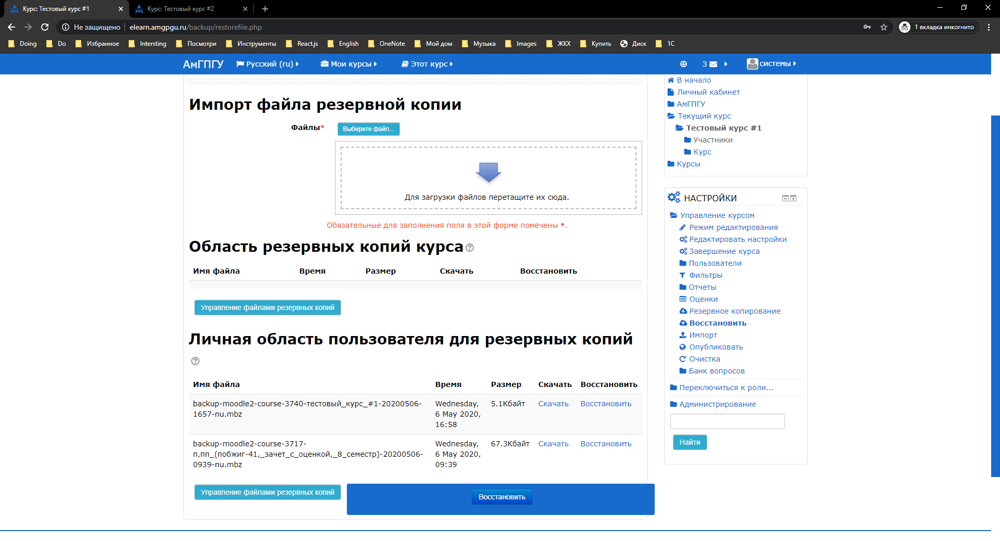 Курс: Тестовый курс #1
Курс: Тестовый курс #2
Не защищено
elearn.amgpgu.ru/backup/restorefile.php
1 вкладка инкогнито
Doing
Do
Избранное
Intersting
Посмотри
Инструменты
React.js
English
OneNote
Мой дом
Музыка
Images
ЖКХ
Купить
Диск
1С
АмГПГУ
Русский (ru)
Мои курсы
Этот курс
3
системы
Импорт файла резервной копии
Файлы*
Выберите файл...
Для загрузки файлов перетащите их сюда.
Обязательные для заполнения поля в этой форме помечены *.
Область резервных копий курса
Имя файла Время Размер Скачать Восстановить
Управление файлами резервных копий
Личная область пользователя для резервных копий
Имя файла Время Размер Скачать Восстановить
backup-moodle2-course-3740-тестовый_курс_#1-20200506-
1657-nu.mbz
Wednesday,
6 May 2020,
16:58
5.1Кбайт
Скачать
Восстановить
backup-moodle2-course-3717-
п,пп_(побжиг-41,_зачет_с_оценкой,_8_семестр)-20200506-
0939-nu.mbz
Wednesday,
6 May 2020,
09:39
67.3Кбайт
Скачать
Восстановить
Управление файлами резервных копий
Восстановить
В начало
Личный кабинет
АмГПГУ
Текущий курс
Тестовый курс #1
Участники
Курс
Курсы
НАСТРОЙКИ
Управление курсом
Режим редактирования
Редактировать настройки
Завершение курса
Пользователи
Фильтры
Отчеты
Оценки
Резервное копирование
Восстановить
Импорт
Опубликовать
Очистка
Банк вопросов
Переключиться к роли...
Администрирование
Найти